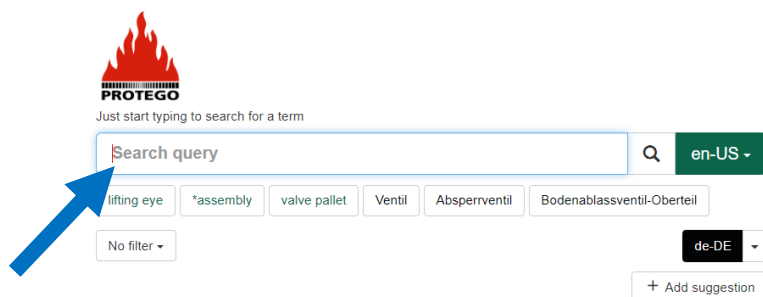 PROTEGO
Just start typing to search for a term
Search query
en-US
lifting eye *assembly valve pallet Ventil Absperrventil Bodenablassventil-Oberteil
No filter de-DE
+ Add suggestion